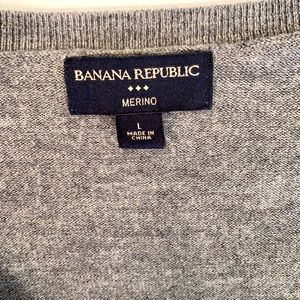 BANANA REPUBLIC
MERINO
L
MADE IN
CHINA